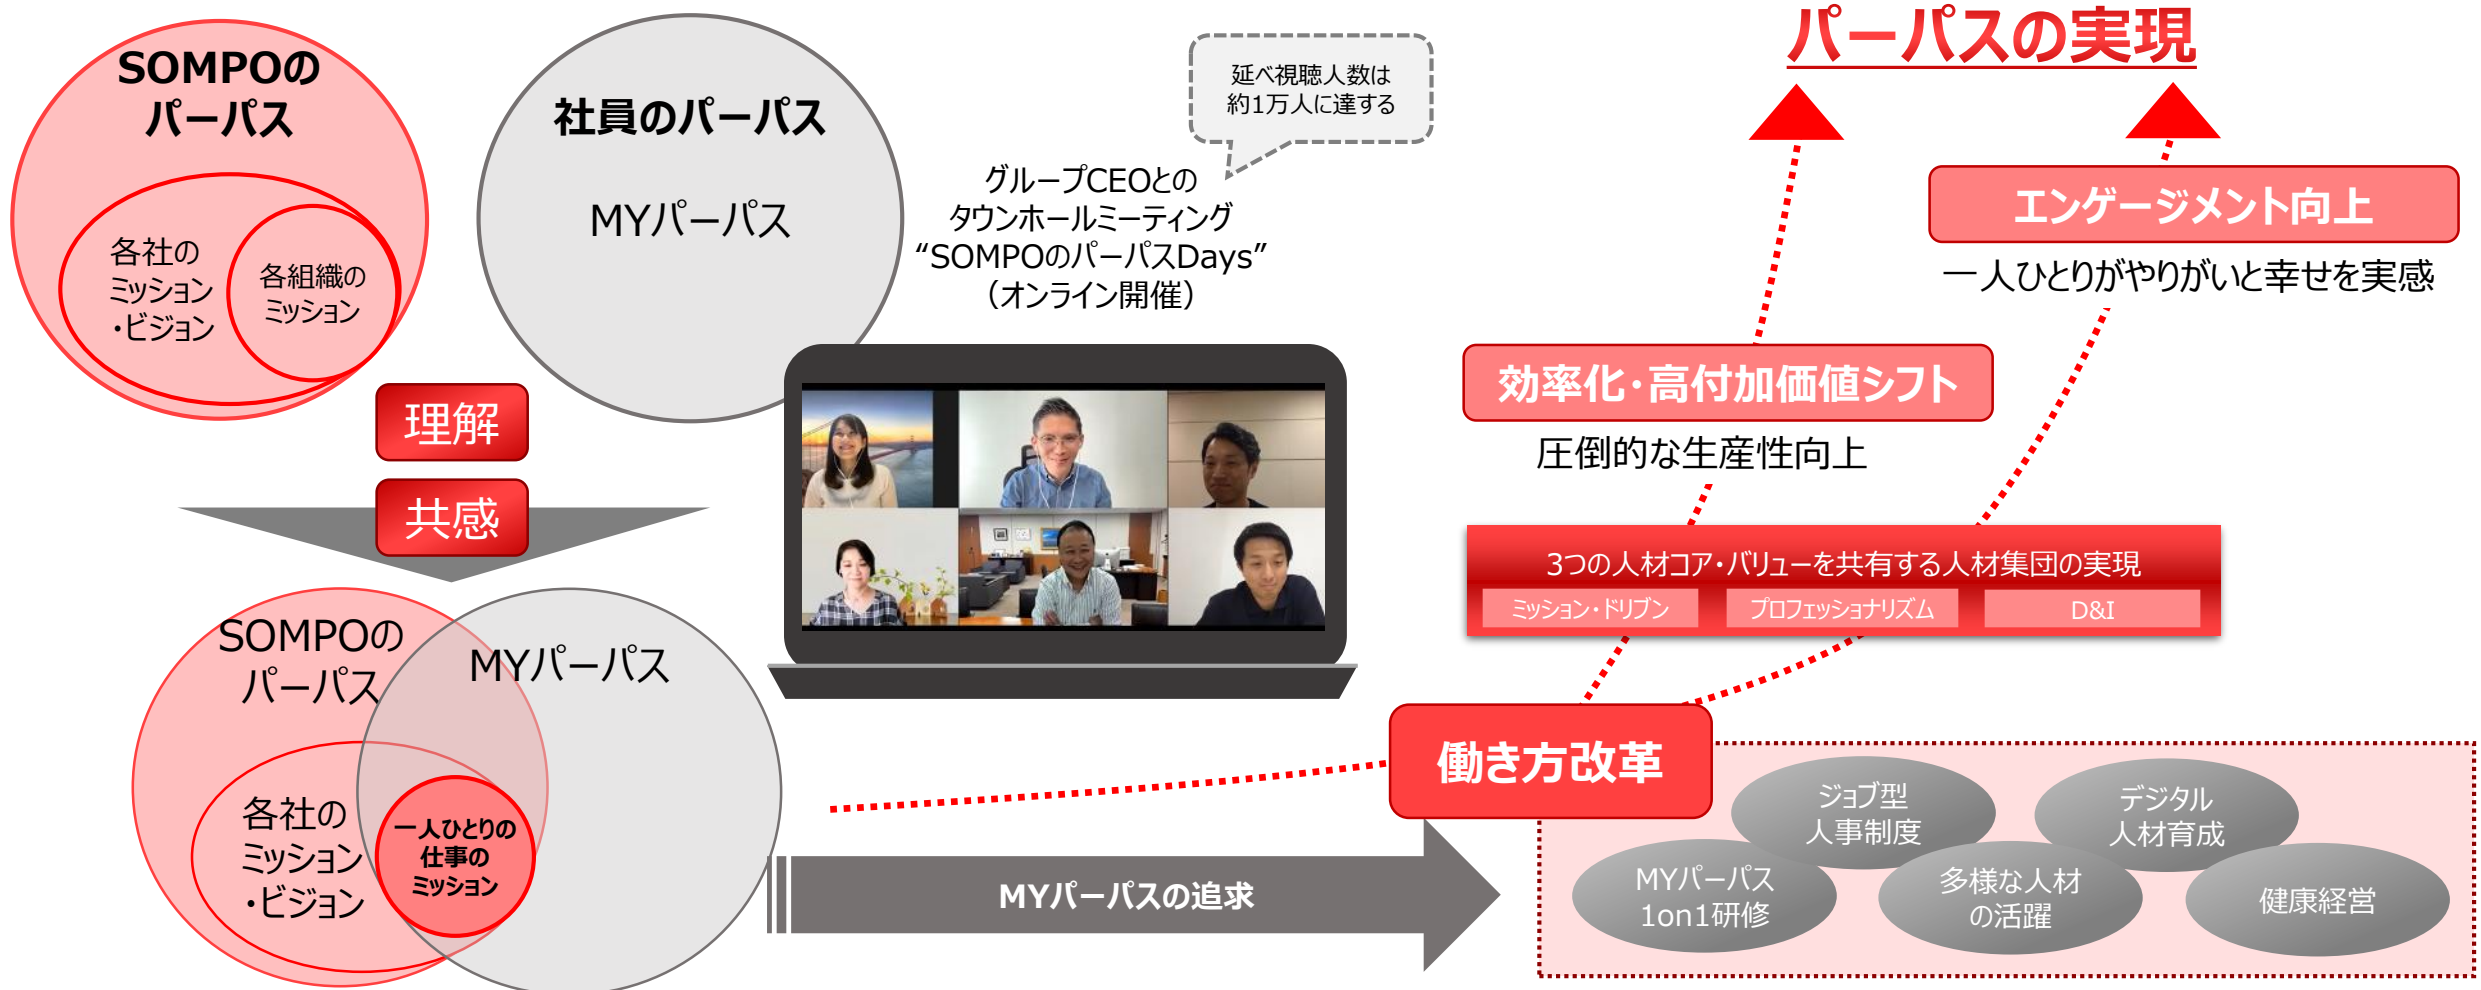 SOMPOの
パーパス
各社の
ミッション
・ビジョン
各組織の
ミッション
社員のパーパス
MYパーパス
理解
共感
SOMPOの
パーパス
MYパーパス
各社の
ミッション
・ビジョン
一人ひとりの
仕事の
ミッション
延べ視聴人数は
約1万人に達する
グループCEOとの
タウンホールミーティング
“SOMPOのパーパスDays”
（オンライン開催）
MYパーパスの追求
パーパスの実現
エンゲージメント向上
一人ひとりがやりがいと幸せを実感
効率化・高付加価値シフト
圧倒的な生産性向上
3つの人材コア・バリューを共有する人材集団の実現
ミッション・ドリブン
プロフェッショナリズム
D&I
働き方改革
ジョブ型
人事制度
デジタル
人材育成
MYパーパス
1on1研修
多様な人材
の活躍
健康経営